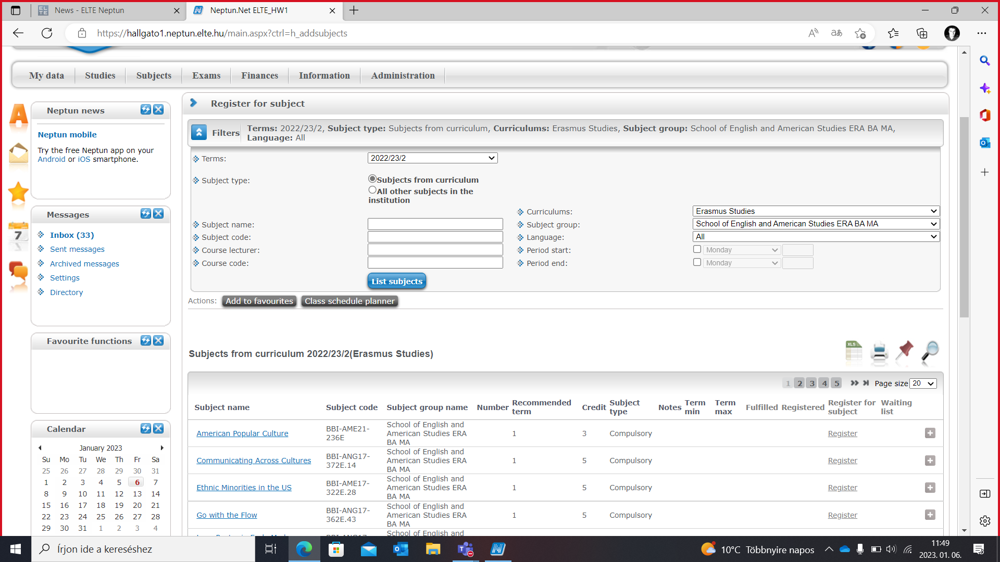 News - ELTE Neptun
Neptun.Net ELTE_HW1
https://hallgato1.neptun.elte.hu/main.aspx?ctrl=h_addsubjects
My data Studies Subjects Exams Finances Information Administration
Neptun news
Neptun mobile
Try the free Neptun app on your
Android or iOS smartphone.
Messages
Inbox (33)
Sent messages
Archived messages
Settings
Directory
Favourite functions
Calendar
January 2023
Su Mo Tu We Th Fr Sa
25 26 27 28 29 30 31
1 2 3 4 5 6 7
8 9 10 11 12 13 14
15 16 17 18 19 20 21
22 23 24 25 26 27 28
29 30 31 1 2 3 4
Register for subject
Filters
Terms: 2022/23/2, Subject type: Subjects from curriculum, Curriculums: Erasmus Studies, Subject group: School of English and American Studies ERA BA MA,
Language: All
Terms: 2022/23/2
Subject type: Subjects from curriculum
All other subjects in the
institution
Curriculums: Erasmus Studies
Subject name: Subject group: School of English and American Studies ERA BA MA
Subject code: Language: All
Course lecturer: Period start: Monday
Course code: Period end: Monday
List subjects
Actions: Add to favourites Class schedule planner
Subjects from curriculum 2022/23/2(Erasmus Studies)
XLS
1 2 3 4 5 Page size 20
Subject name Subject code Subject group name Number Recommended term Credit Subject type Notes Term min Term max Fulfilled Registered Register for subject Waiting list
American Popular Culture BBI-AME21-236E School of English and American Studies ERA BA MA 1 3 Compulsory Register
Communicating Across Cultures BBI-ANG17-372E.14 School of English and American Studies ERA BA MA 1 5 Compulsory Register
Ethnic Minorities in the US BBI-AME17-322E.28 School of English and American Studies ERA BA MA 1 5 Compulsory Register
Go with the Flow BBI-ANG17-362E.43 School of English and American Studies ERA BA MA 1 5 Compulsory Register
School of English and
Írjon ide a kereséshez
10°C Többnyire napos
11:49
2023. 01. 06.